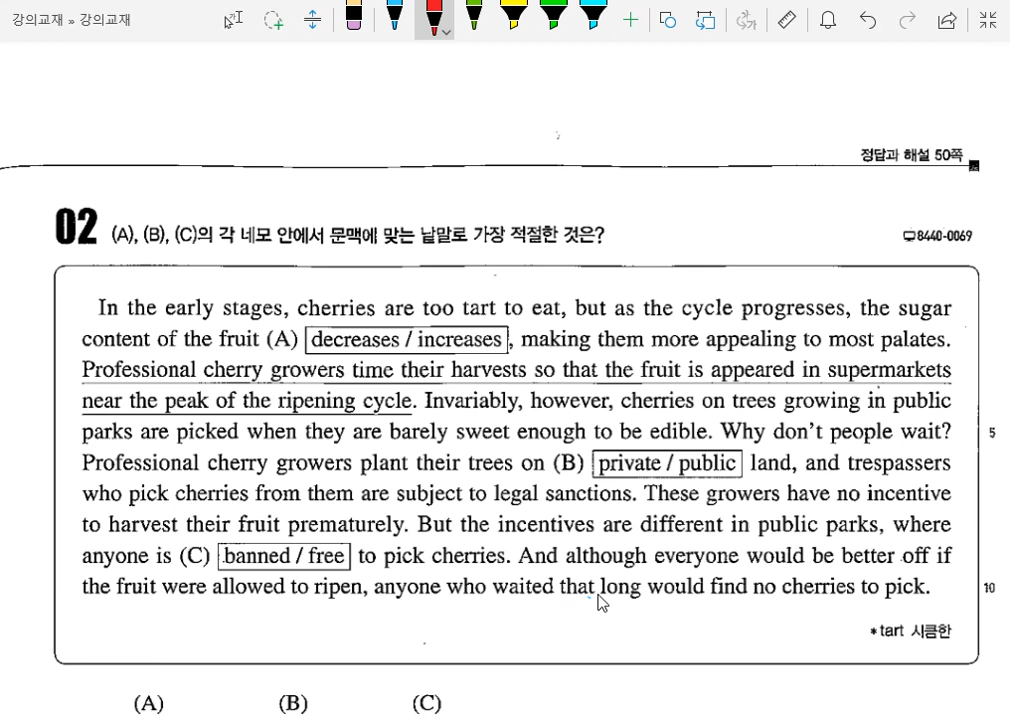 강의교재 » 강의교재
정답과 해설 50쪽
02 (A), (B), (C)의 각 네모 안에서 문맥에 맞는 낱말로 가장 적절한 것은?
8440-0069
In the early stages, cherries are too tart to eat, but as the cycle progresses, the sugar
content of the fruit (A) decreases / increases, making them more appealing to most palates.
Professional cherry growers time their harvests so that the fruit is appeared in supermarkets
near the peak of the ripening cycle. Invariably, however, cherries on trees growing in public
parks are picked when they are barely sweet enough to be edible. Why don't people wait?
5
Professional cherry growers plant their trees on (B) private / public land, and trespassers
who pick cherries from them are subject to legal sanctions. These growers have no incentive
to harvest their fruit prematurely. But the incentives are different in public parks, where
anyone is (C) banned / free to pick cherries. And although everyone would be better off if
the fruit were allowed to ripen, anyone who waited that long would find no cherries to pick.
10
*tart 시큼한
(A) (B) (C)